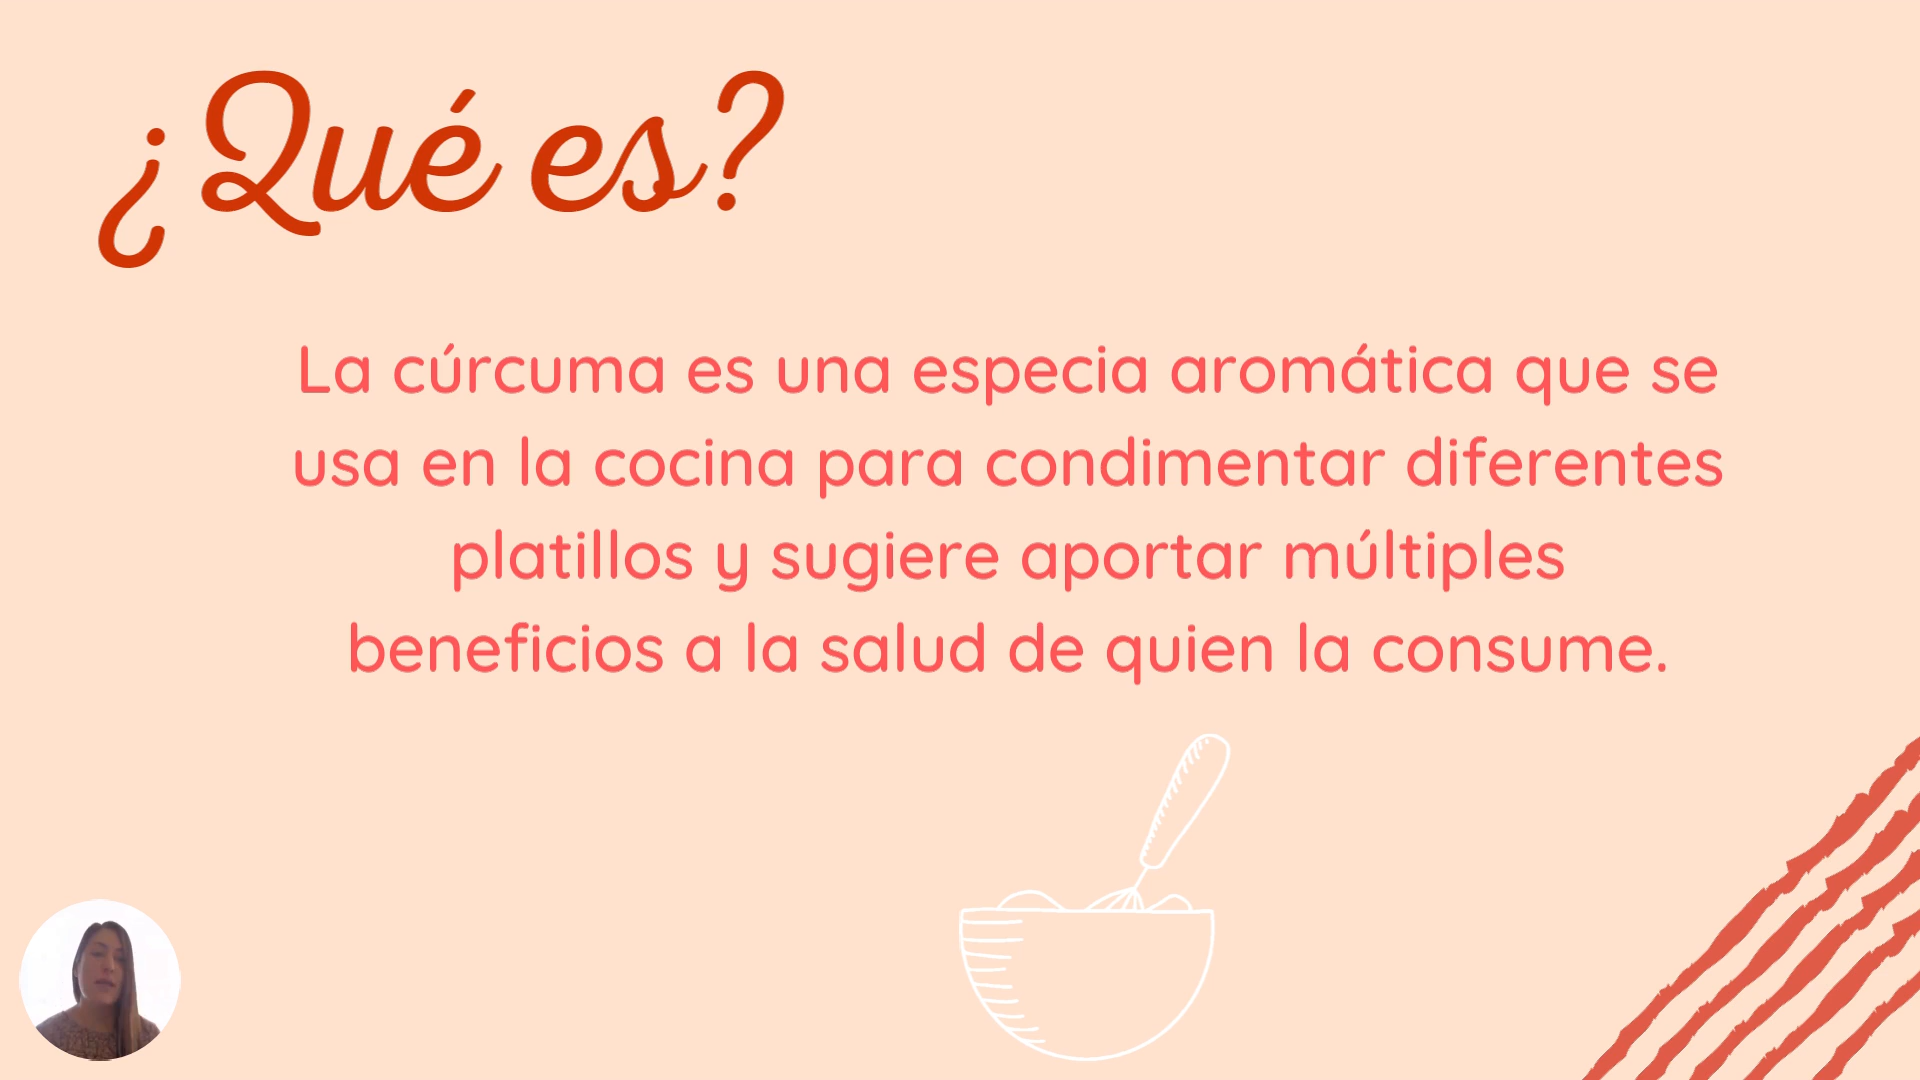 ¿Qué es?
La cúrcuma es una especia aromática que se
usa en la cocina para condimentar diferentes
platillos y sugiere aportar múltiples
beneficios a la salud de quien la consume.